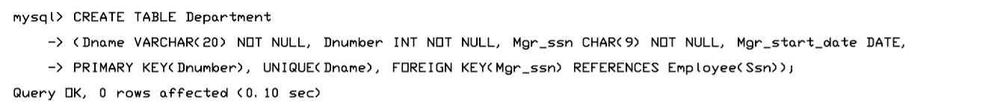 mysql> CREATE TABLE Department
-> (Dname VARCHAR(20) NOT NULL, Dnumber INT NOT NULL, Mgr_ssn CHAR(9) NOT NULL, Mgr_start_date DATE,
-> PRIMARY KEY(Dnumber), UNIQUE(Dname), FOREIGN KEY(Mgr_ssn) REFERENCES Employee(Ssn));
Query OK, 0 rows affected (0.10 sec)